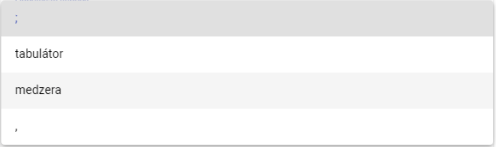 ;
tabulátor
medzera
,